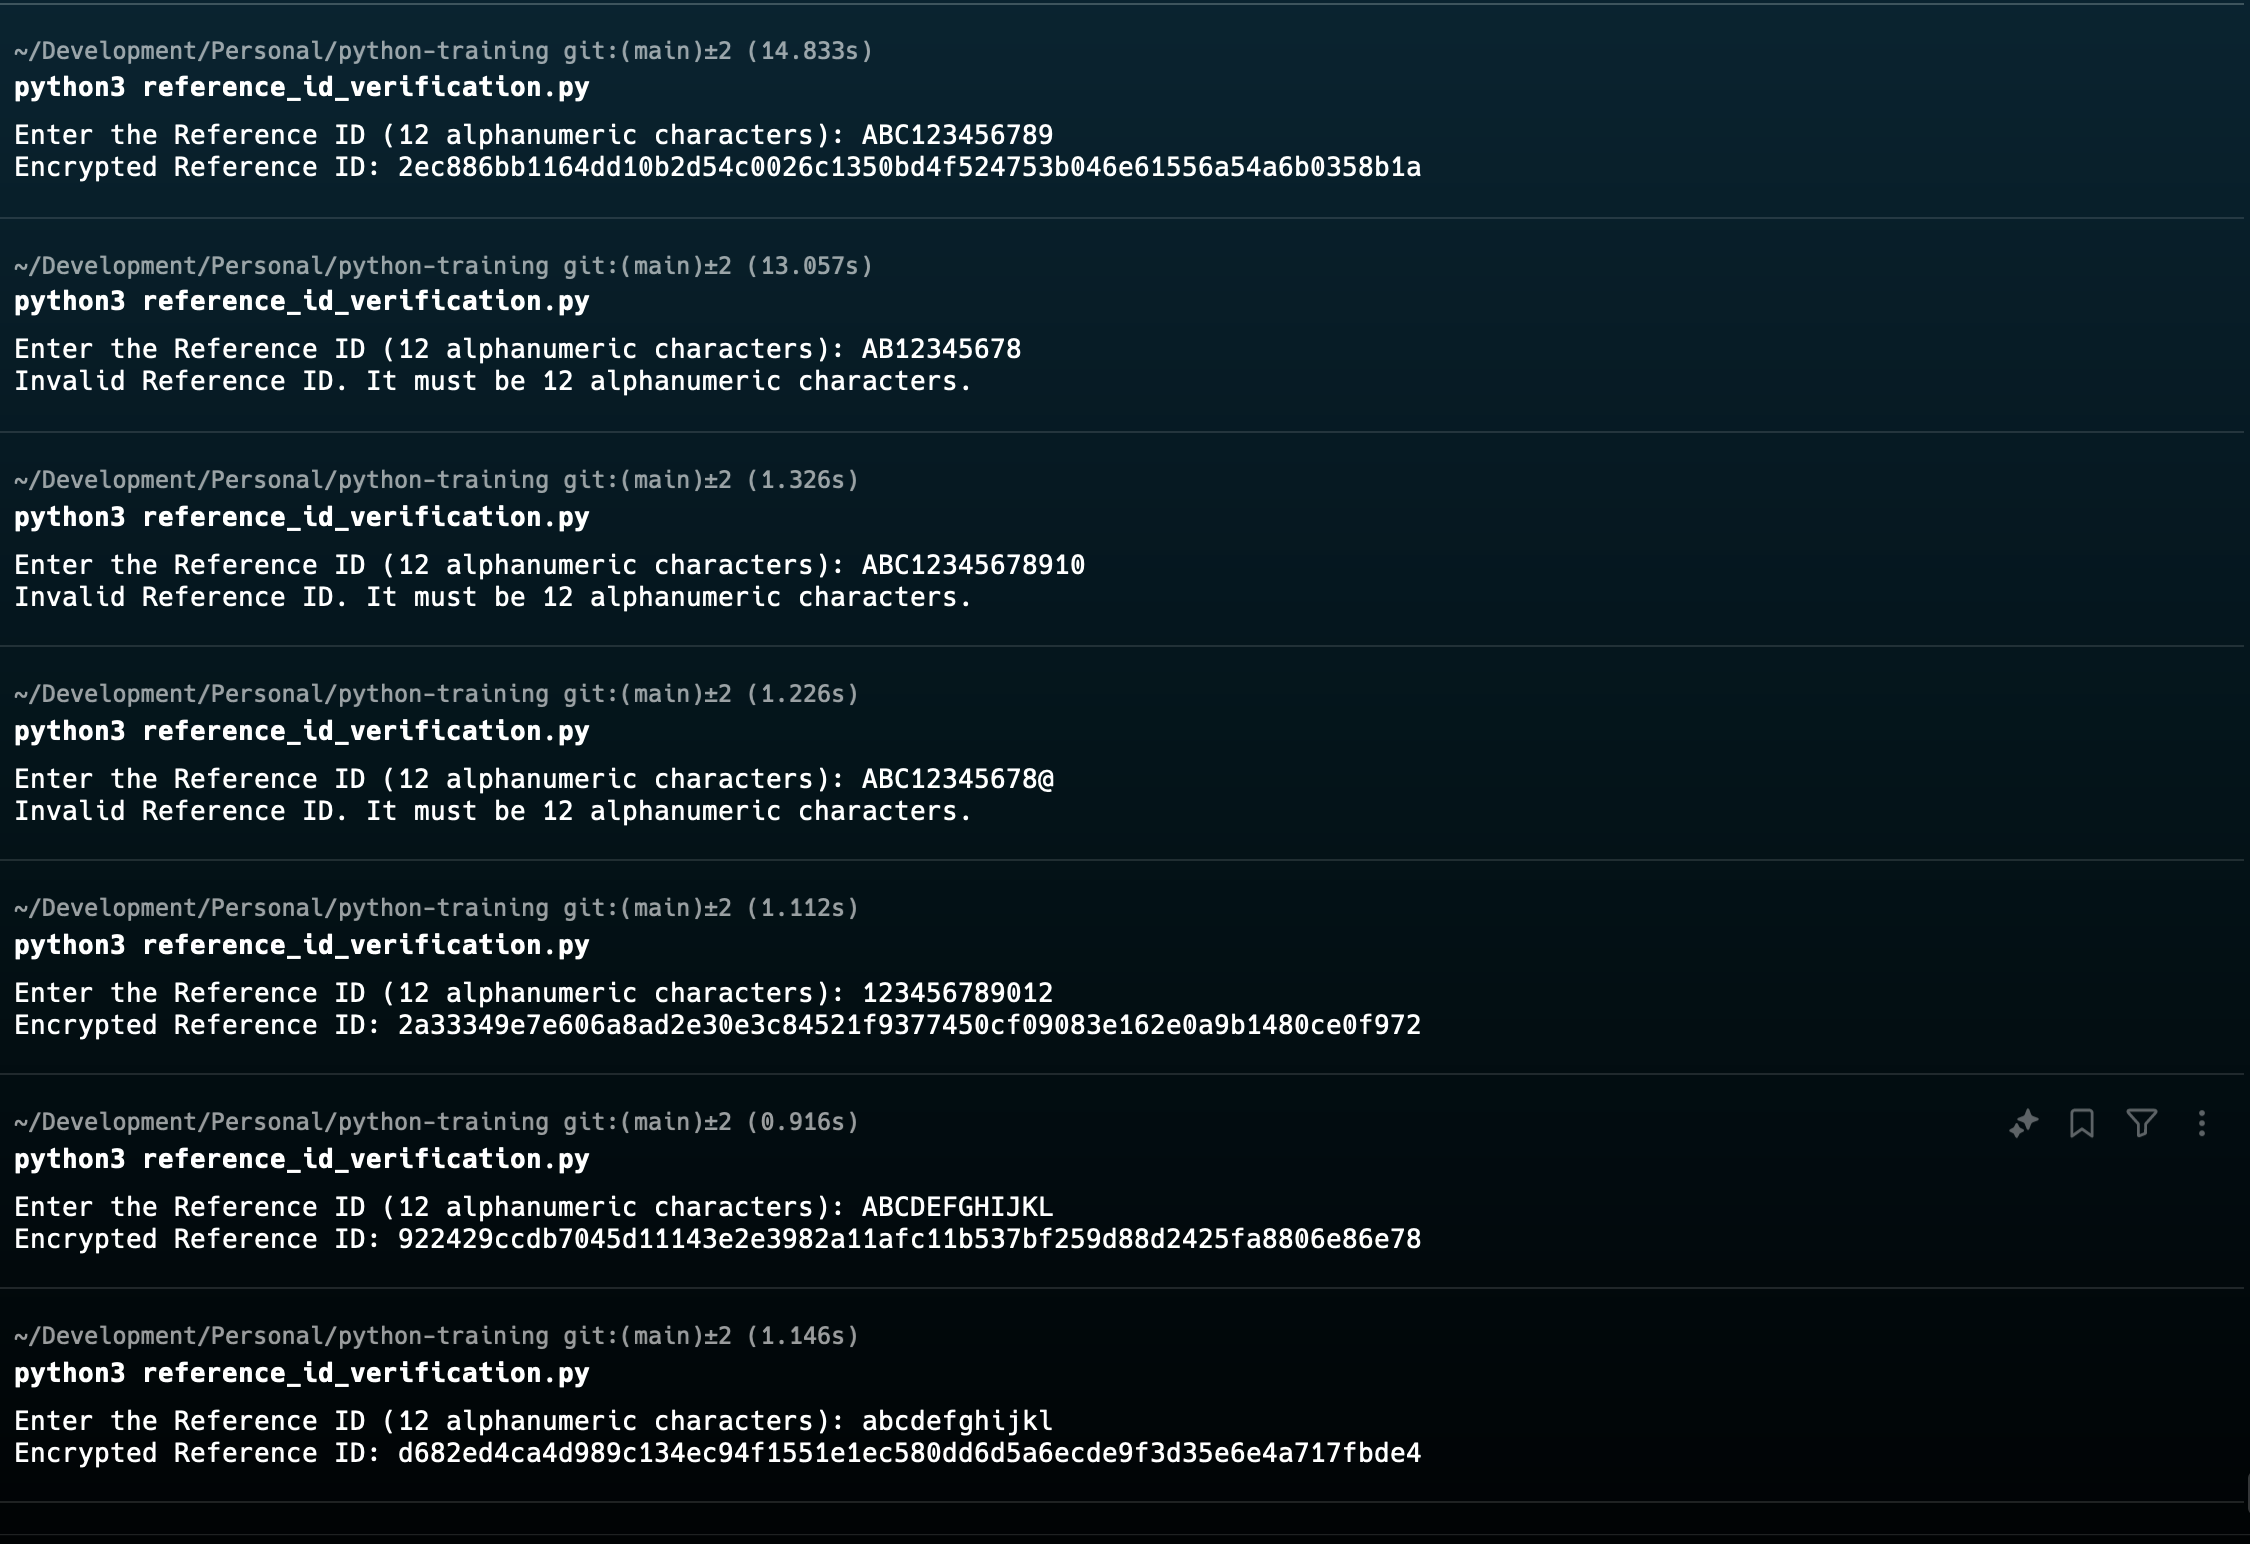 ~/Development/Personal/python-training git:(main)±2 (14.833s)
python3 reference_id_verification.py
Enter the Reference ID (12 alphanumeric characters): ABC123456789
Encrypted Reference ID: 2ec886bb1164dd10b2d54c0026c1350bd4f524753b046e61556a54a6b0358b1a
~/Development/Personal/python-training git:(main)±2 (13.057s)
python3 reference_id_verification.py
Enter the Reference ID (12 alphanumeric characters): AB12345678
Invalid Reference ID. It must be 12 alphanumeric characters.
~/Development/Personal/python-training git:(main)±2 (1.326s)
python3 reference_id_verification.py
Enter the Reference ID (12 alphanumeric characters): ABC12345678910
Invalid Reference ID. It must be 12 alphanumeric characters.
~/Development/Personal/python-training git:(main)±2 (1.226s)
python3 reference_id_verification.py
Enter the Reference ID (12 alphanumeric characters): ABC12345678@
Invalid Reference ID. It must be 12 alphanumeric characters.
~/Development/Personal/python-training git:(main)±2 (1.112s)
python3 reference_id_verification.py
Enter the Reference ID (12 alphanumeric characters): 123456789012
Encrypted Reference ID: 2a33349e7e606a8ad2e30e3c84521f9377450cf09083e162e0a9b1480ce0f972
~/Development/Personal/python-training git:(main)±2 (0.916s)
python3 reference_id_verification.py
Enter the Reference ID (12 alphanumeric characters): ABCDEFGHIJKL
Encrypted Reference ID: 922429ccdb7045d11143e2e3982a11afc11b537bf259d88d2425fa8806e86e78
~/Development/Personal/python-training git:(main)±2 (1.146s)
python3 reference_id_verification.py
Enter the Reference ID (12 alphanumeric characters): abcdefghijkl
Encrypted Reference ID: d682ed4ca4d989c134ec94f1551e1ec580dd6d5a6ecde9f3d35e6e4a717fbde4